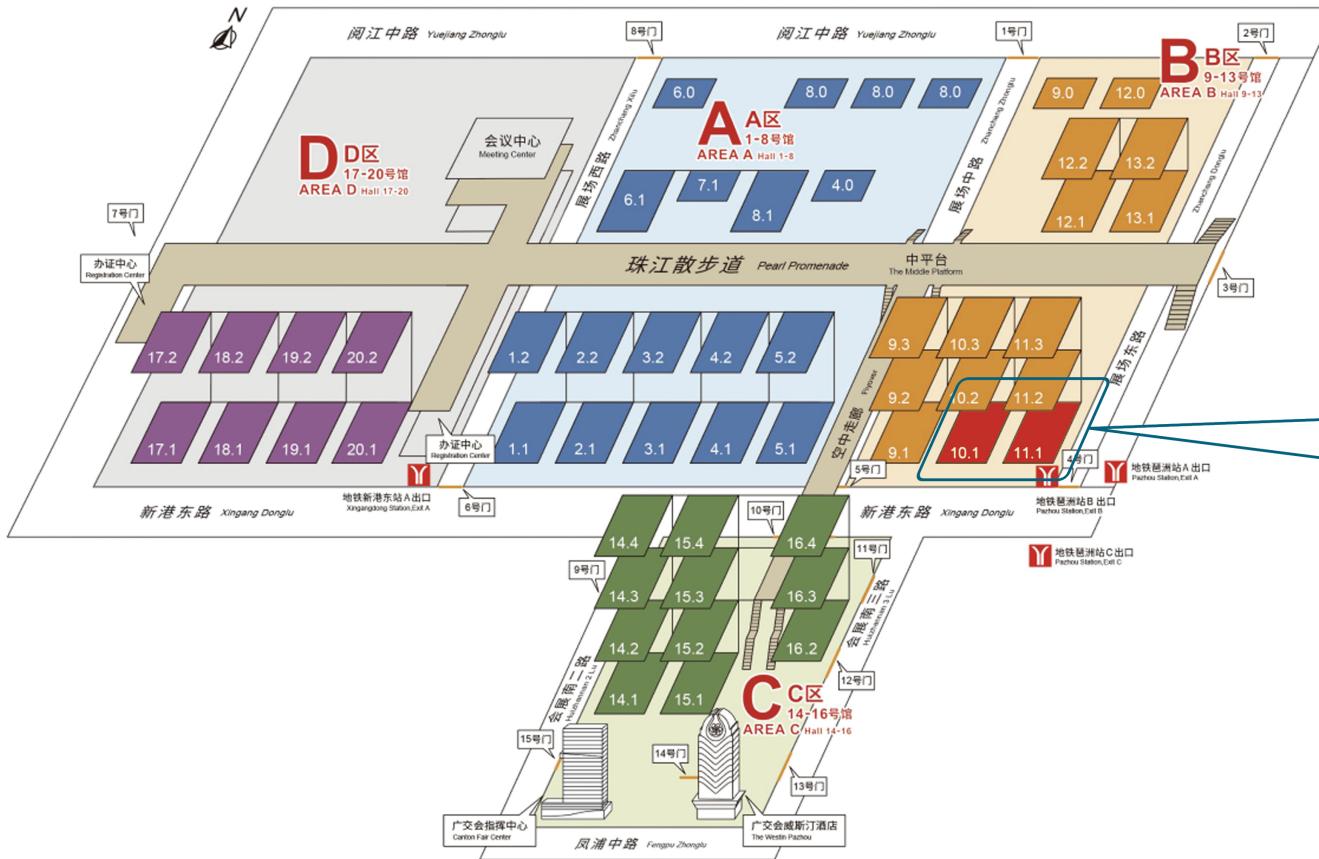 N
阅江中路 Yuejiang Zhonglu
8号门
阅江中路 Yuejiang Zhonglu
1号门
2号门
B B区
9-13号馆
AREA B Hall 9-13
6.0
8.0
8.0
8.0
9.0
12.0
A A区
1-8号馆
AREA A Hall 1-8
会议中心
Meeting Center
D D区
17-20号馆
AREA D Hall 17-20
展场西路 Zhanchang Xilu
展场中路 Zhanchang Zhonglu
Zhanchang Donglu
12.2
13.2
6.1
7.1
8.1
4.0
12.1
13.1
7号门
办证中心
Registration Center
珠江散步道 Pearl Promenade
中平台
The Middle Platform
3号门
17.2
18.2
19.2
20.2
1.2
2.2
3.2
4.2
5.2
9.3
10.3
11.3
展场东路
空中走廊 Flyover
9.2
10.2
11.2
17.1
18.1
19.1
20.1
办证中心
Registration Center
1.1
2.1
3.1
4.1
5.1
9.1
10.1
11.1
4号门
地铁琶洲站A出口
Pazhou Station,Exit A
5号门
地铁新港东站A出口
Xingangdong Station,Exit A
6号门
地铁琶洲站B出口
Pazhou Station,Exit B
新港东路 Xingang Donglu
10号门
新港东路 Xingang Donglu
14.4
15.4
16.4
11号门
地铁琶洲站C出口
Pazhou Station,Exit C
9号门
14.3
15.3
16.3
会展南三路
Huizhannan 3 Lu
14.2
15.2
16.2
12号门
会展南二路
Huizhannan 2 Lu
14.1
15.1
C C区
14-16号馆
AREA C Hall 14-16
15号门
14号门
13号门
广交会指挥中心
Canton Fair Center
广交会威斯汀酒店
The Westin Pazhou
凤浦中路 Fengpu Zhonglu